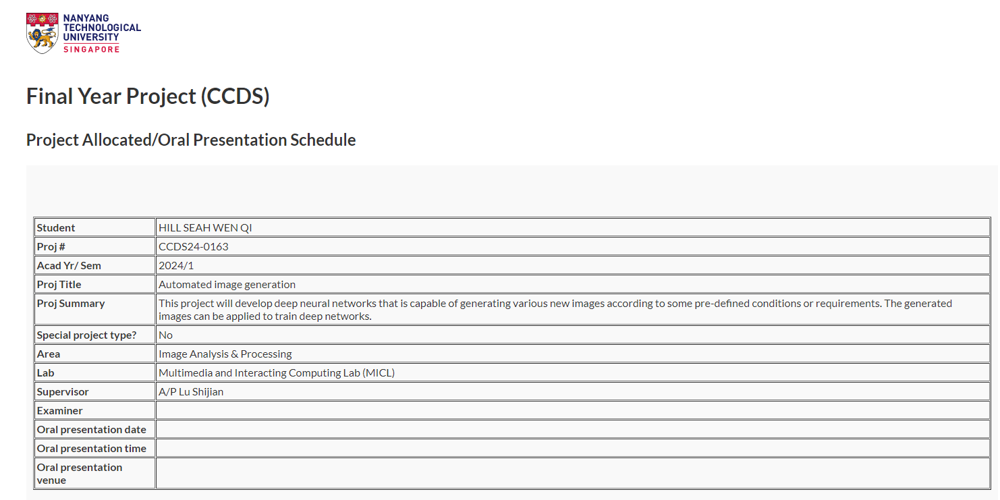 NANYANG
TECHNOLOGICAL
UNIVERSITY
SINGAPORE
Final Year Project (CCDS)
Project Allocated/Oral Presentation Schedule
Student HILL SEAH WEN QI
Proj # CCDS24-0163
Acad Yr/ Sem 2024/1
Proj Title Automated image generation
Proj Summary This project will develop deep neural networks that is capable of generating various new images according to some pre-defined conditions or requirements. The generated
images can be applied to train deep networks.
Special project type? No
Area Image Analysis & Processing
Lab Multimedia and Interacting Computing Lab (MICL)
Supervisor A/P Lu Shijian
Examiner
Oral presentation date
Oral presentation time
Oral presentation
venue